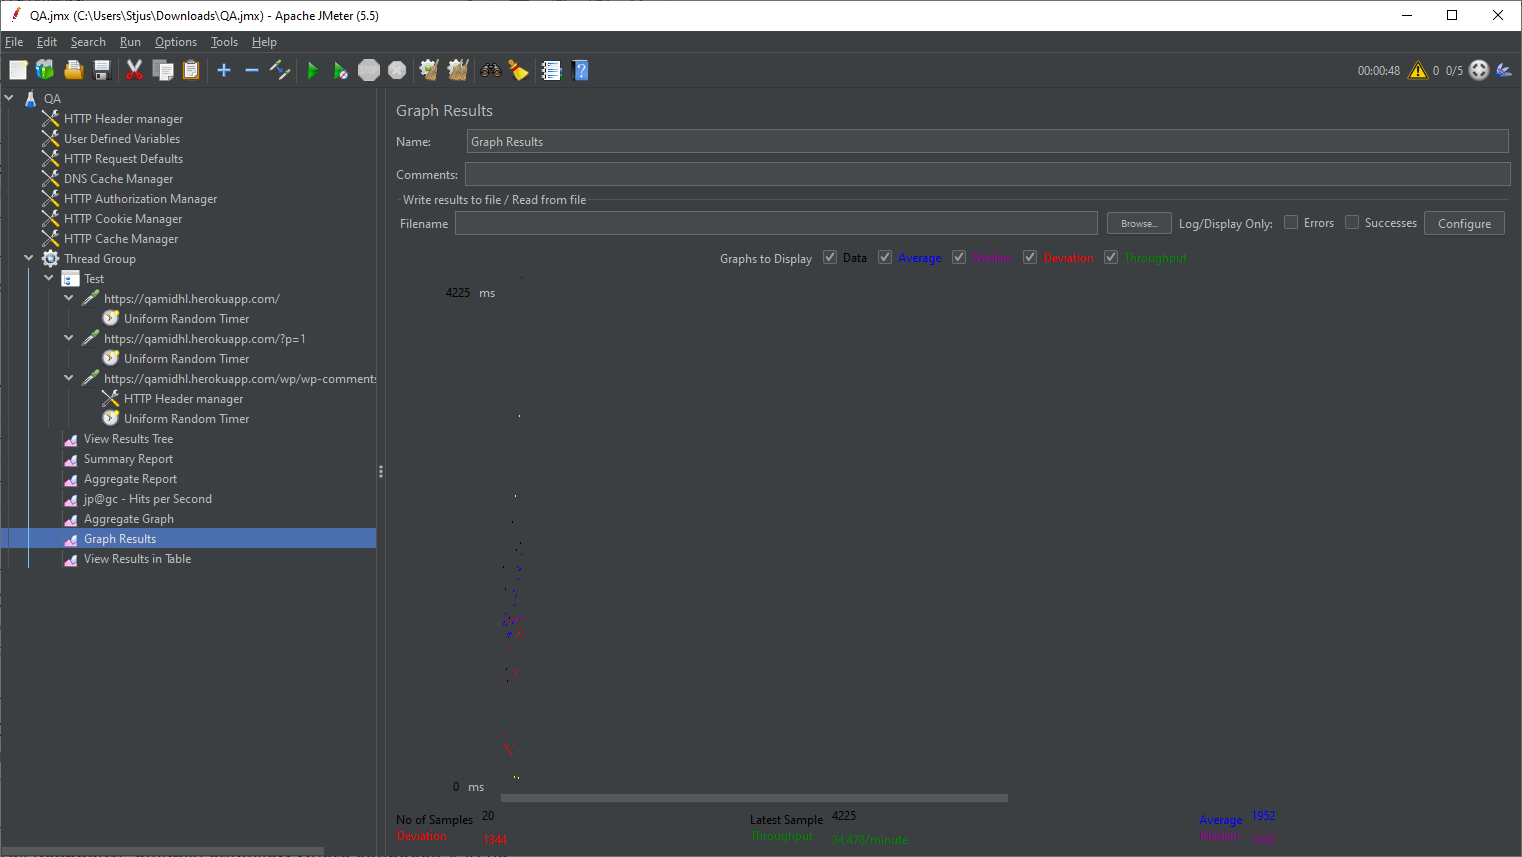 QA.jmx (C:\Users\Stjus\Downloads\QA.jmx) - Apache JMeter (5.5)
File Edit Search Run Options Tools Help
STOP
00:00:48 0 0/5
QA
HTTP Header manager
User Defined Variables
HTTP Request Defaults
DNS Cache Manager
HTTP Authorization Manager
HTTP Cookie Manager
HTTP Cache Manager
Thread Group
Test
https://qamidhl.herokuapp.com/
Uniform Random Timer
https://qamidhl.herokuapp.com/?p=1
Uniform Random Timer
https://qamidhl.herokuapp.com/wp/wp-comments
HTTP Header manager
Uniform Random Timer
View Results Tree
Summary Report
Aggregate Report
jp@gc - Hits per Second
Aggregate Graph
Graph Results
View Results in Table
Graph Results
Name: Graph Results
Comments:
Write results to file / Read from file
Filename Browse... Log/Display Only: Errors Successes Configure
Graphs to Display Data Average Median Deviation Throughput
4225 ms
0 ms
No of Samples 20 Latest Sample 4225 Average 1952
Deviation 1344 Throughput 24,478/minute Median